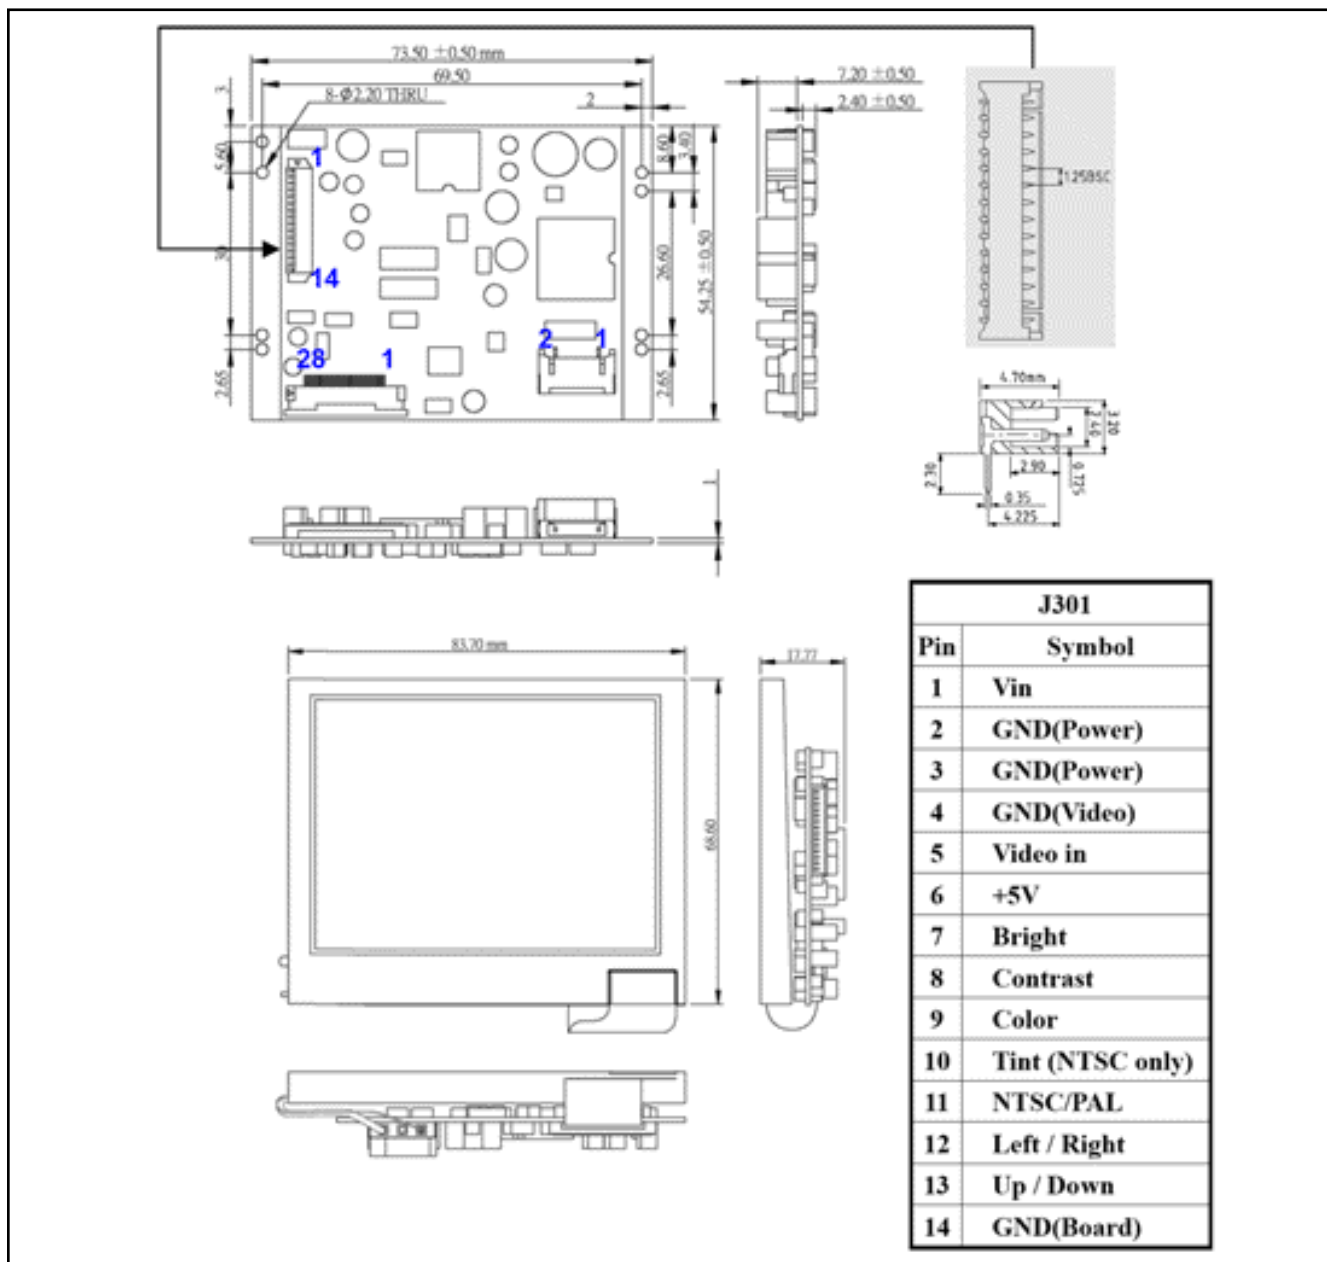 73.50 ±0.50 mm
69.50
8-Φ2.20 THRU
2
3
5.60
30
2.65
1
14
28
1
2
1
8.60
3.40
26.60
54.25 ±0.50
2.65
7.20 ±0.50
2.40 ±0.50
1.25BSC
4.70mm
3.20
2.40
2.30
2.90
0.725
0.35
4.225
1
83.70 mm
17.77
68.60
J301
Pin Symbol
1 Vin
2 GND(Power)
3 GND(Power)
4 GND(Video)
5 Video in
6 +5V
7 Bright
8 Contrast
9 Color
10 Tint (NTSC only)
11 NTSC/PAL
12 Left / Right
13 Up / Down
14 GND(Board)